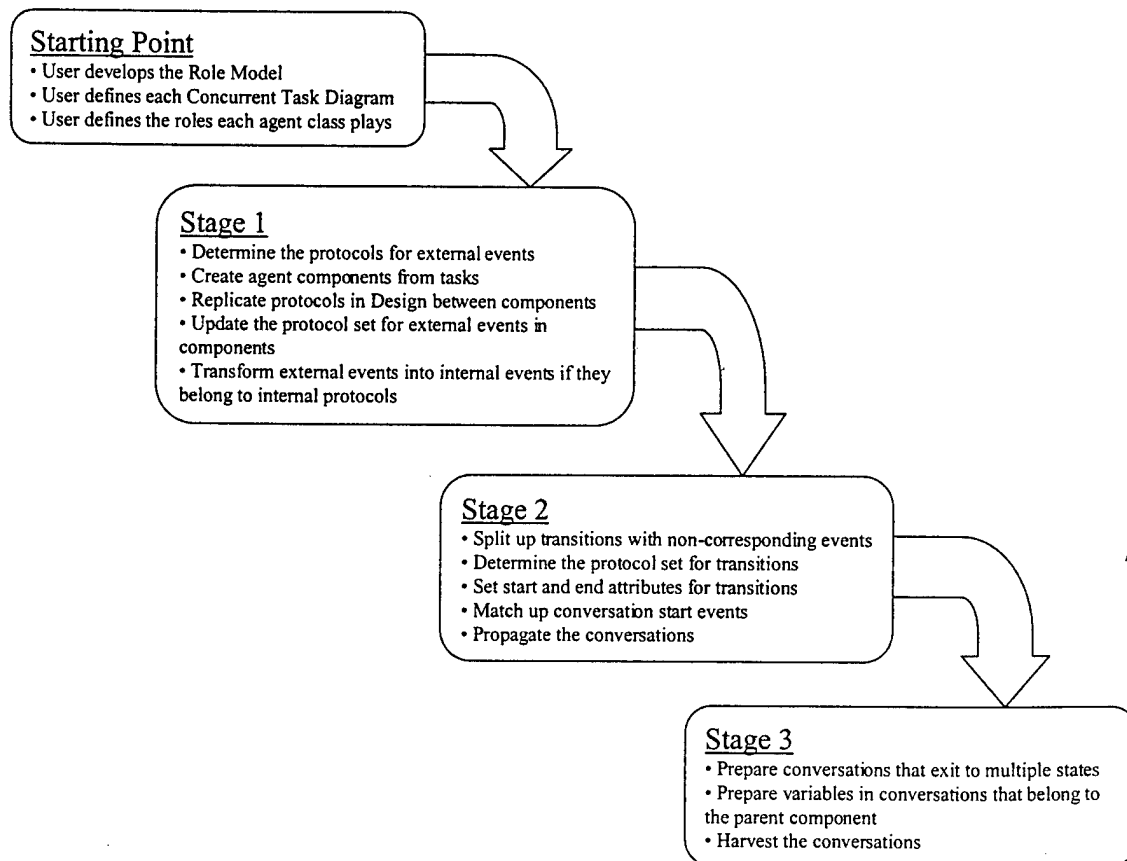 Starting Point
• User develops the Role Model
• User defines each Concurrent Task Diagram
• User defines the roles each agent class plays
Stage 1
• Determine the protocols for external events
• Create agent components from tasks
• Replicate protocols in Design between components
• Update the protocol set for external events in
components
• Transform external events into internal events if they
belong to internal protocols
Stage 2
• Split up transitions with non-corresponding events
• Determine the protocol set for transitions
• Set start and end attributes for transitions
• Match up conversation start events
• Propagate the conversations
Stage 3
• Prepare conversations that exit to multiple states
• Prepare variables in conversations that belong to
the parent component
• Harvest the conversations